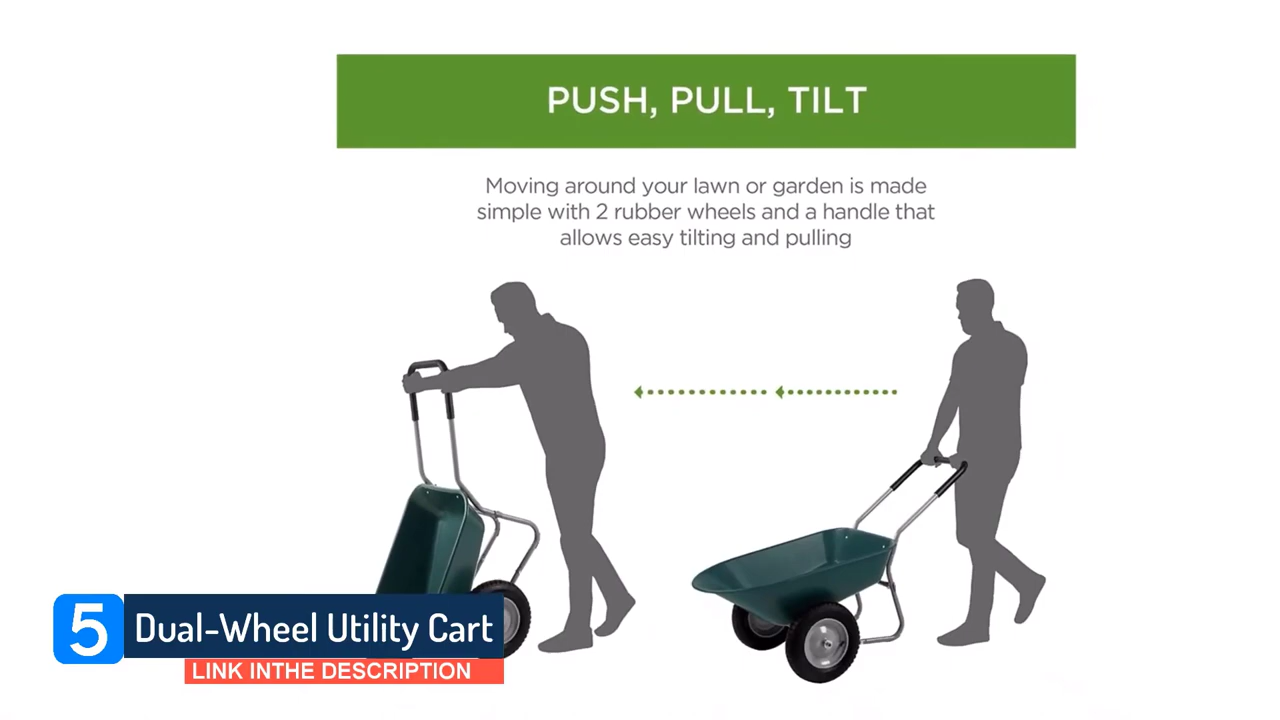 PUSH, PULL, TILT
Moving around your lawn or garden is made
simple with 2 rubber wheels and a handle that
allows easy tilting and pulling
5 Dual-Wheel Utility Cart
LINK INTHE DESCRIPTION